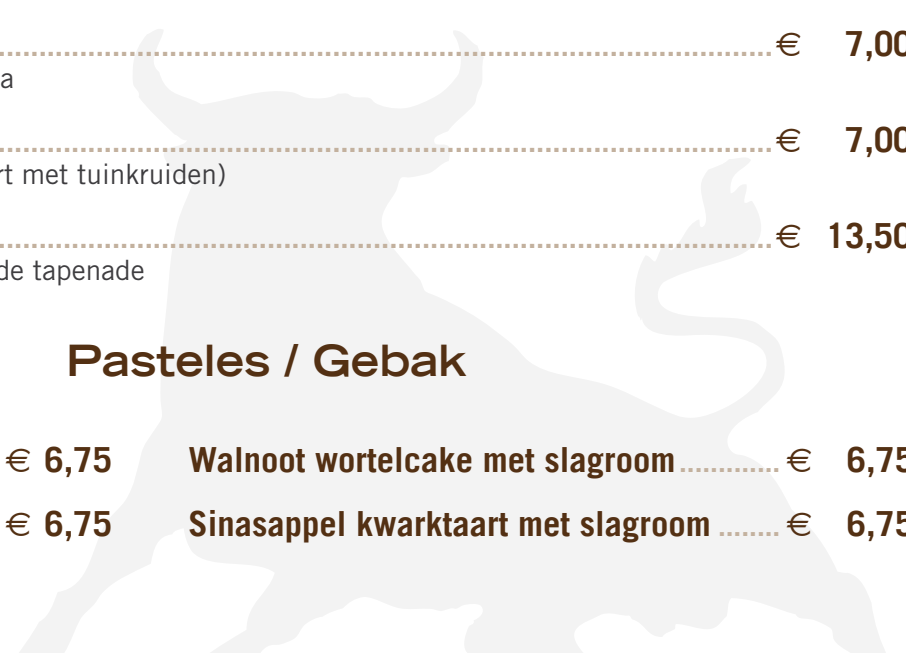 € 7,00
a
€ 7,00
rt met tuinkruiden)
€ 13,50
de tapenade
Pasteles / Gebak
€ 6,75 Walnoot wortelcake met slagroom € 6,75
€ 6,75 Sinasappel kwarktaart met slagroom € 6,75